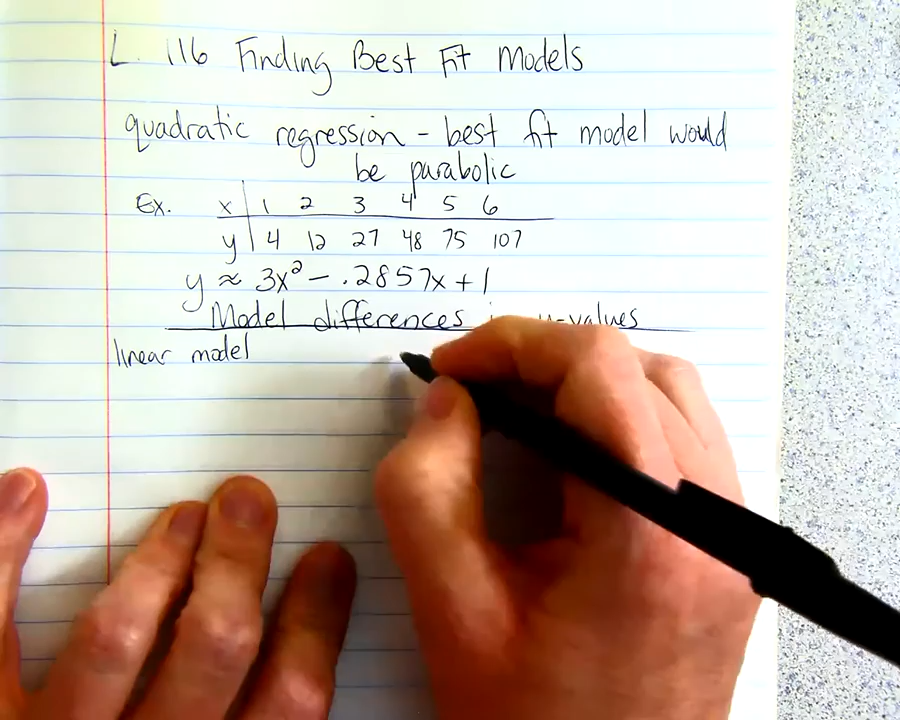 L. 116 Finding Best Fit Models
quadratic regression - best fit model would
be parabolic
Ex. x 1 2 3 4 5 6
y 4 12 27 48 75 107
y ≈ 3x² - .2857x + 1
Model differences y-values
linear model